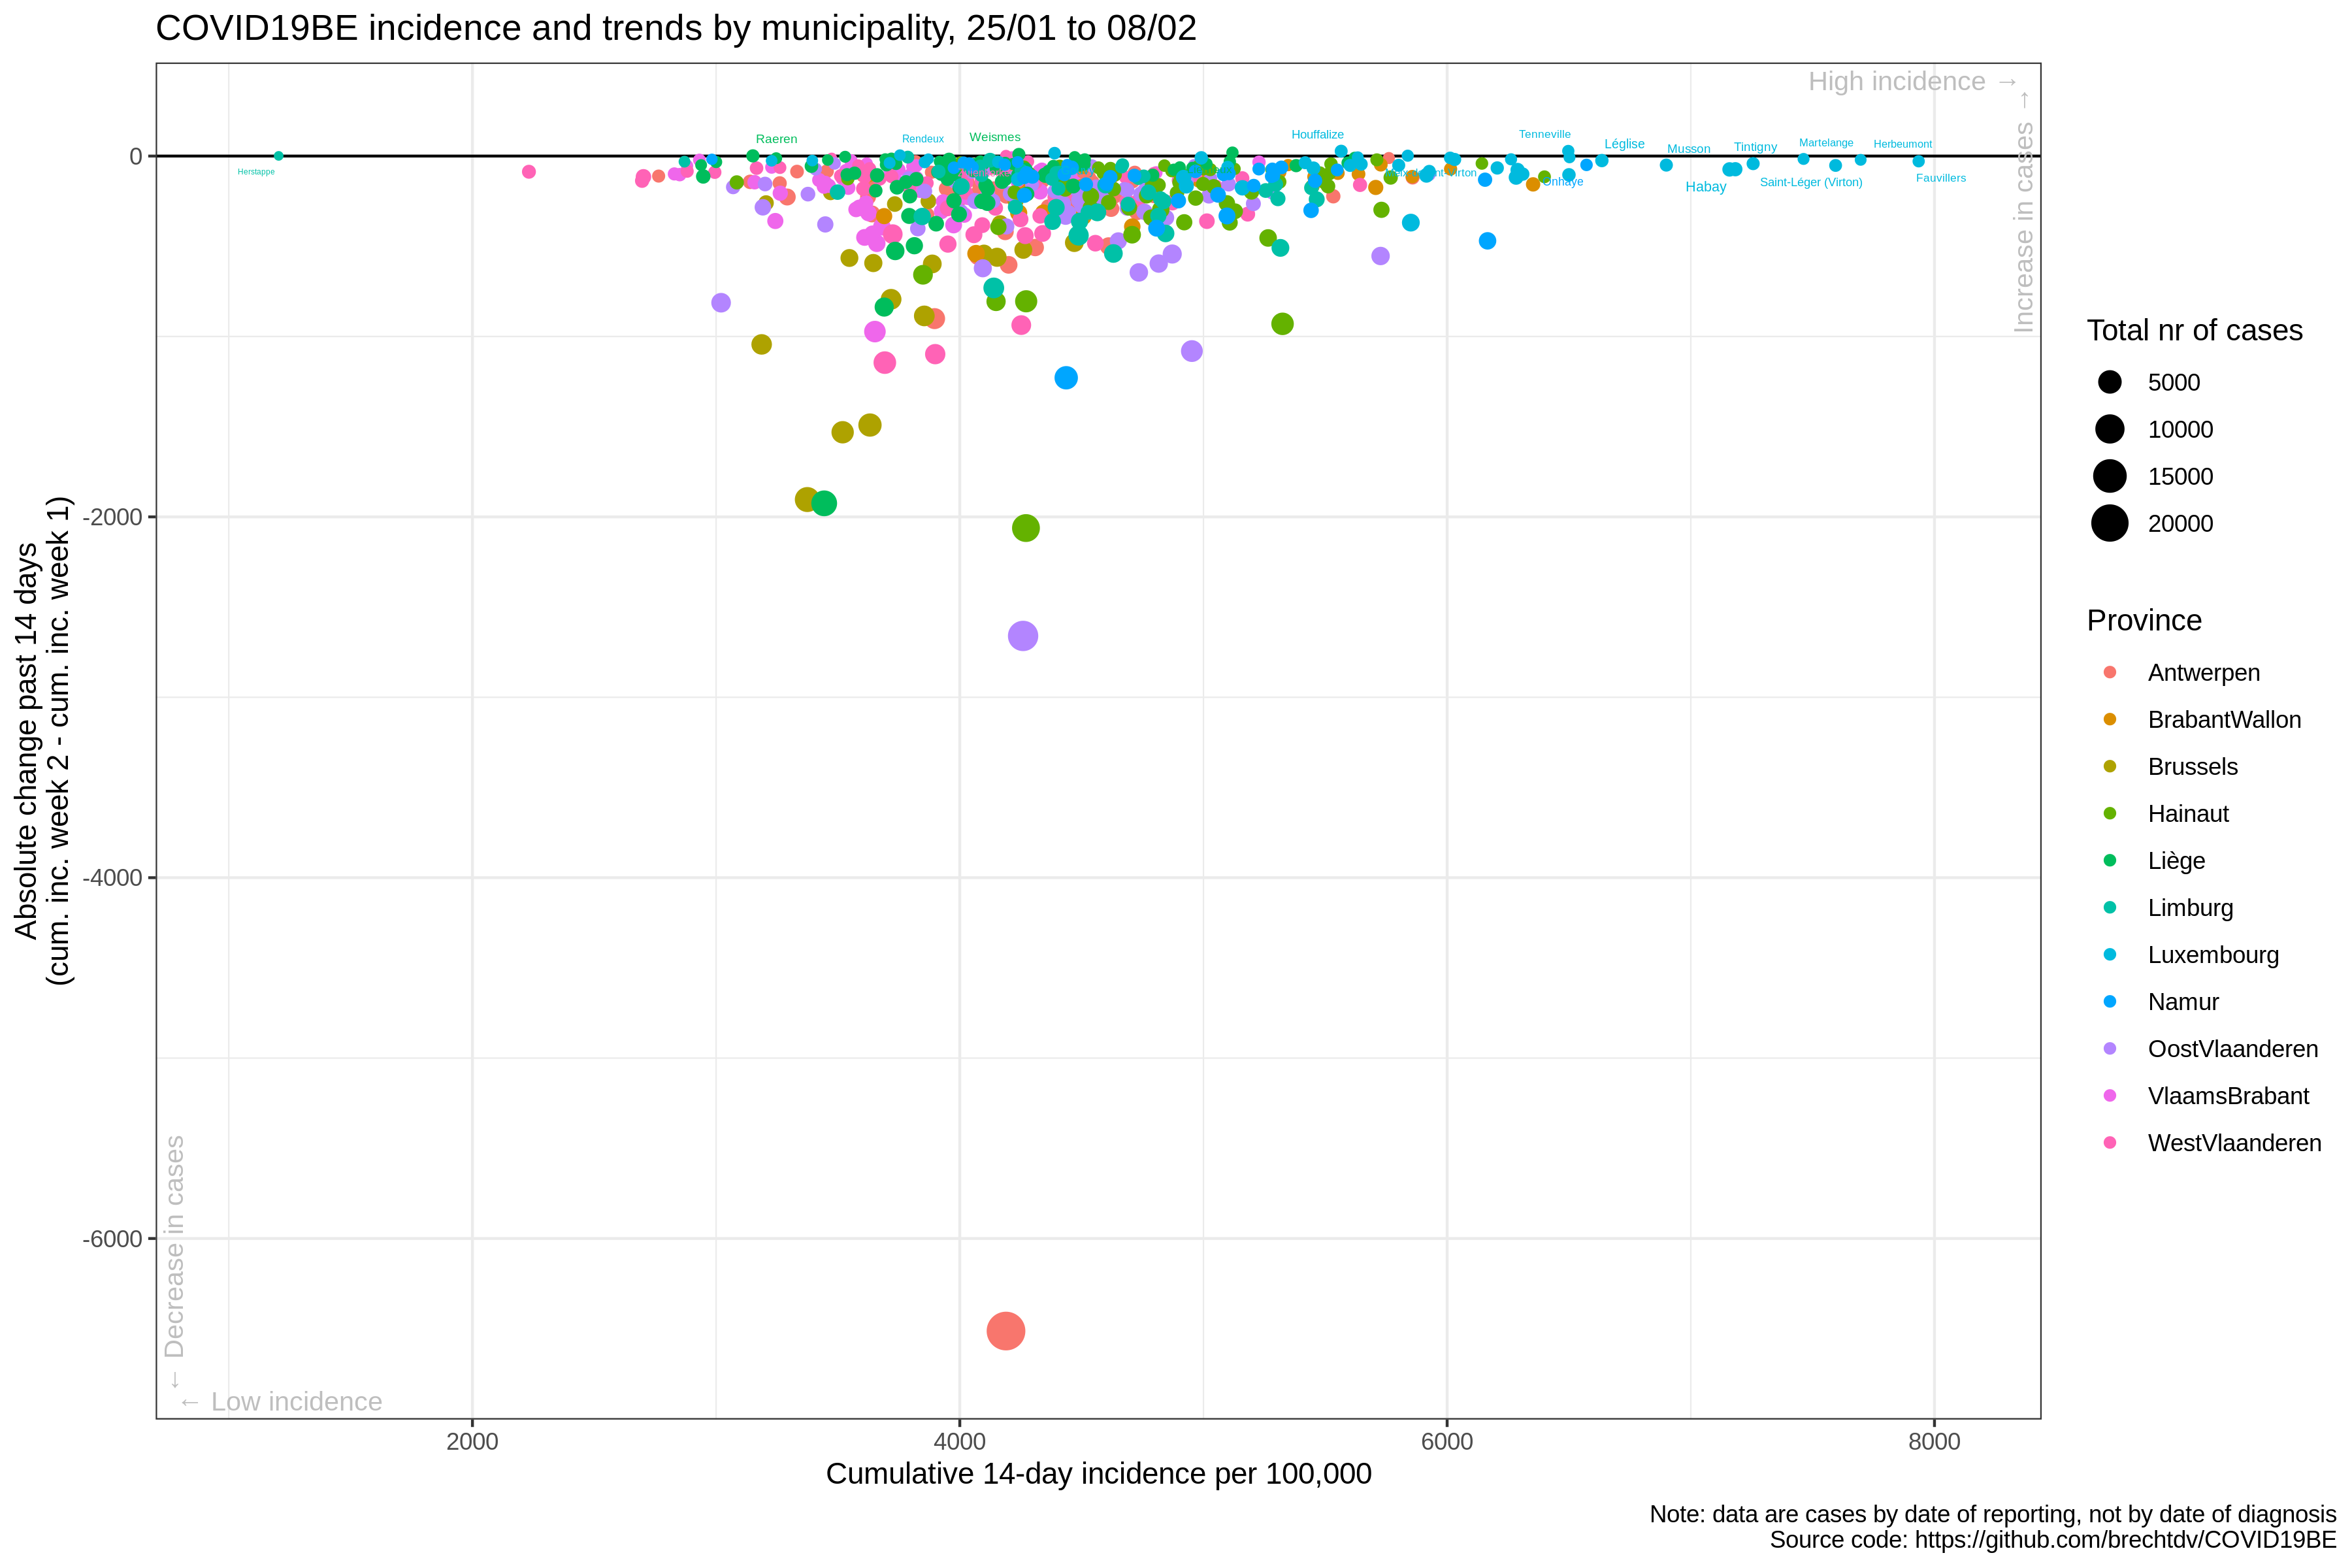 COVID19BE incidence and trends by municipality, 25/01 to 08/02
High incidence →
Increase in cases →
Raeren
Rendeux
Weismes
Houffalize
Tenneville
Léglise
Musson
Tintigny
Martelange
Herbeumont
Herstappe
Onhaye
Habay
Saint-Léger (Virton)
Fauvillers
Virton
0
-2000
-4000
-6000
Absolute change past 14 days
(cum. inc. week 2 - cum. inc. week 1)
← Decrease in cases
← Low incidence
2000
4000
6000
8000
Cumulative 14-day incidence per 100,000
Total nr of cases
5000
10000
15000
20000
Province
Antwerpen
BrabantWallon
Brussels
Hainaut
Liège
Limburg
Luxembourg
Namur
OostVlaanderen
VlaamsBrabant
WestVlaanderen
Note: data are cases by date of reporting, not by date of diagnosis
Source code: https://github.com/brechtdv/COVID19BE